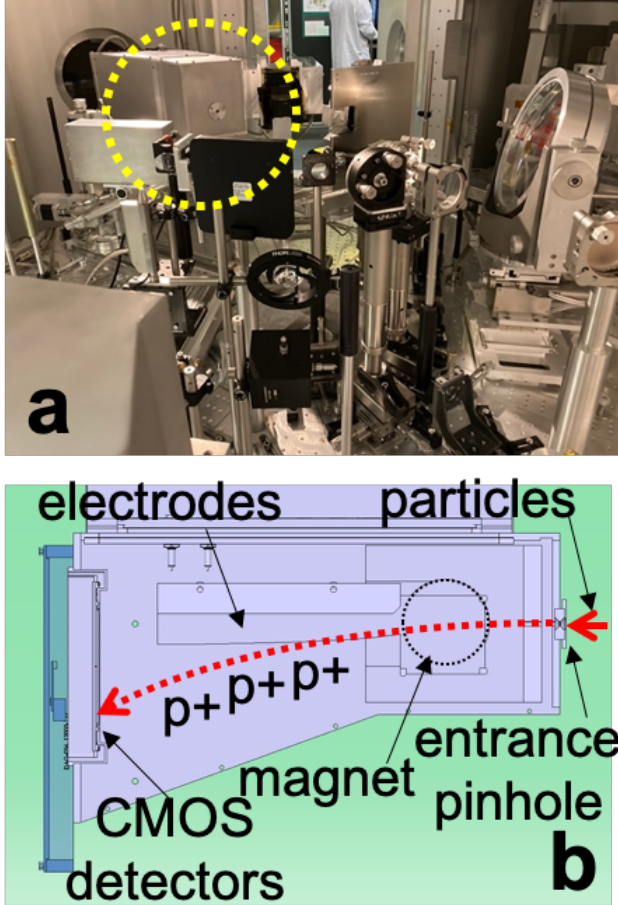 a
electrodes
particles
p+
p+
p+
entrance
pinhole
magnet
CMOS
detectors
b